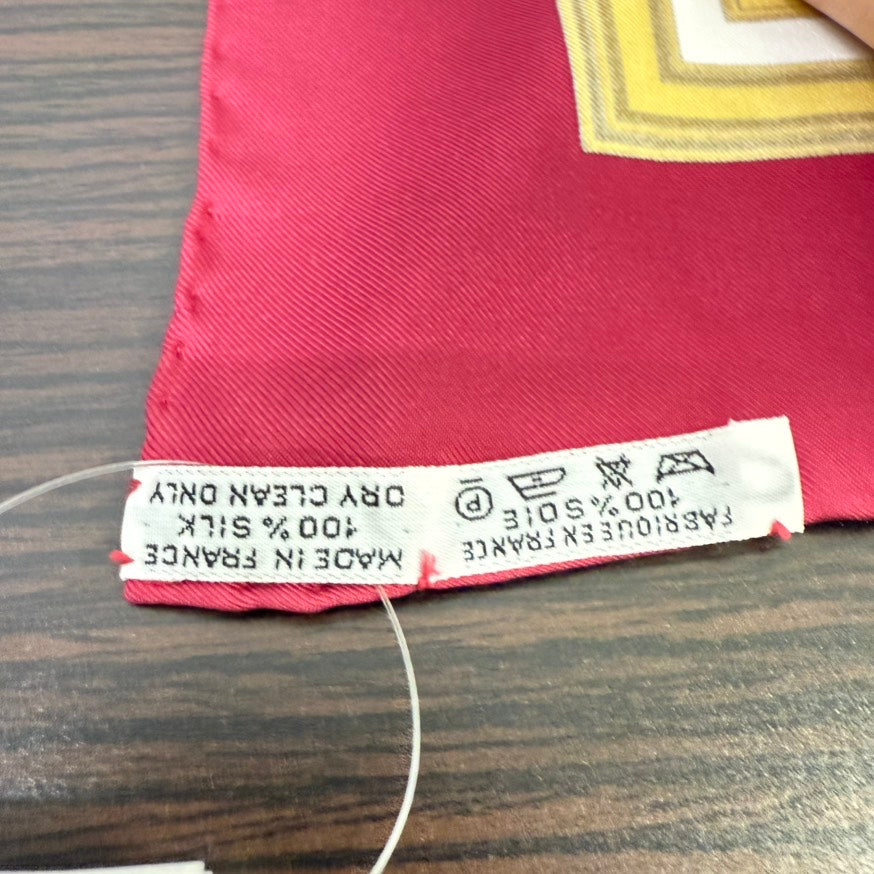 MADE IN FRANCE
100% SILK
DRY CLEAN ONLY
FABRIQUE EN FRANCE
100% SOIE
P